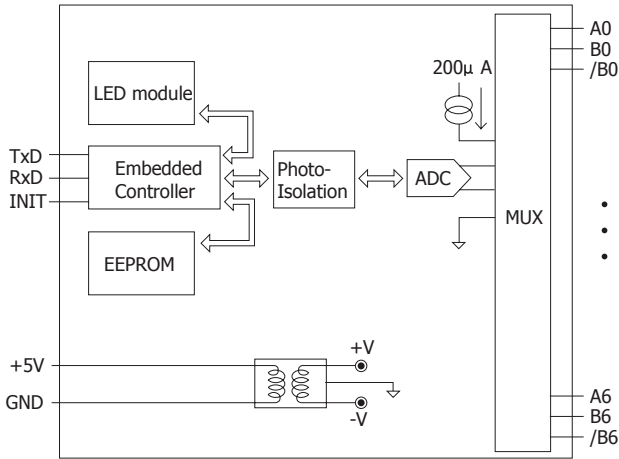 A0
B0
/B0
200μ A
LED module
TxD
RxD
INIT
Embedded
Controller
Photo-
Isolation
ADC
MUX
EEPROM
+5V
GND
+V
-V
A6
B6
/B6